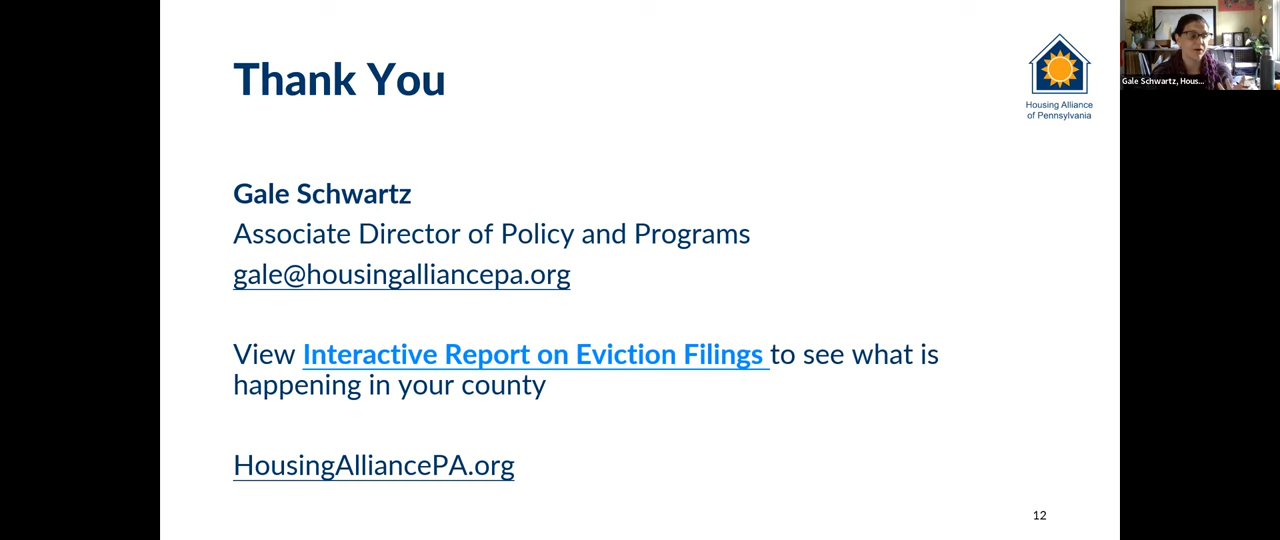 Thank You
Housing Alliance
of Pennsylvania
Gale Schwartz, Hous...
Gale Schwartz
Associate Director of Policy and Programs
gale@housingalliancepa.org
View Interactive Report on Eviction Filings to see what is
happening in your county
HousingAlliancePA.org
12